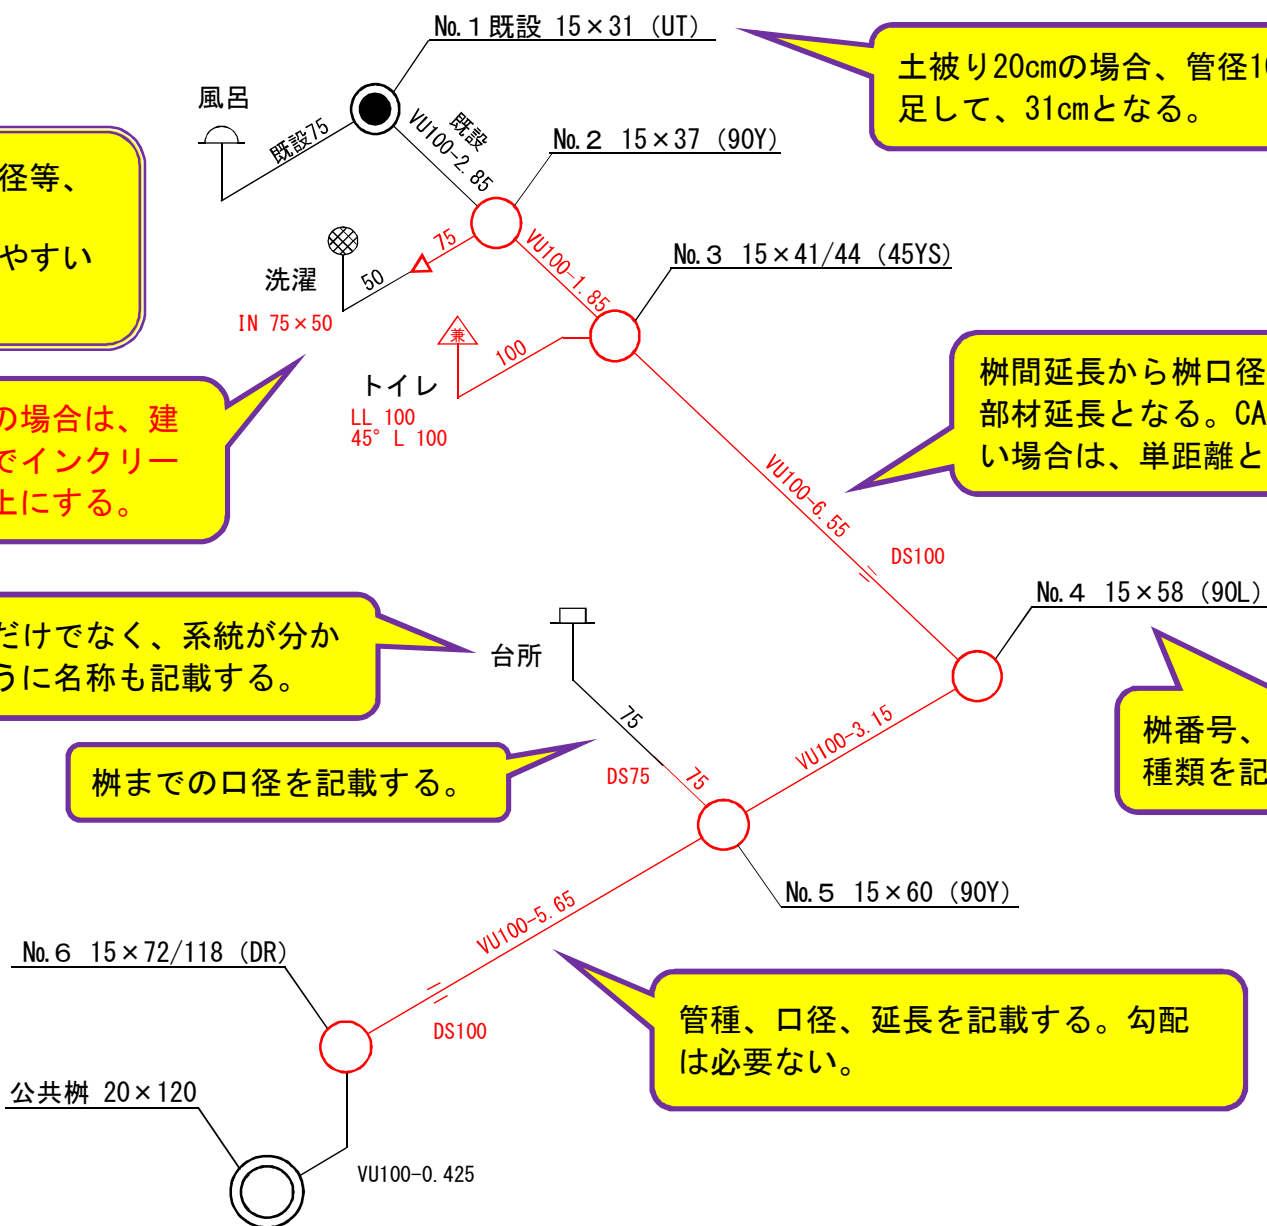 No.1 既設 15×31 (UT)
土被り20cmの場合、管径1
足して、31cmとなる。
風呂
既設75
既設
VU100-2.85
No.2 15×37 (90Y)
径等、
やすい
75
50
洗濯
IN 75×50
VU100-1.85
No.3 15×41/44 (45YS)
兼
100
トイレ
LL 100
45° L 100
の場合は、建
でインクリー
上にする。
桝間延長から桝口径
部材延長となる。CA
い場合は、単距離と
VU100-6.55
DS100
No.4 15×58 (90L)
だけでなく、系統が分か
うに名称も記載する。
台所
75
DS75
75
VU100-3.15
桝番号、
種類を記
桝までの口径を記載する。
No.5 15×60 (90Y)
VU100-5.65
No.6 15×72/118 (DR)
DS100
管種、口径、延長を記載する。勾配
は必要ない。
公共桝 20×120
VU100-0.425